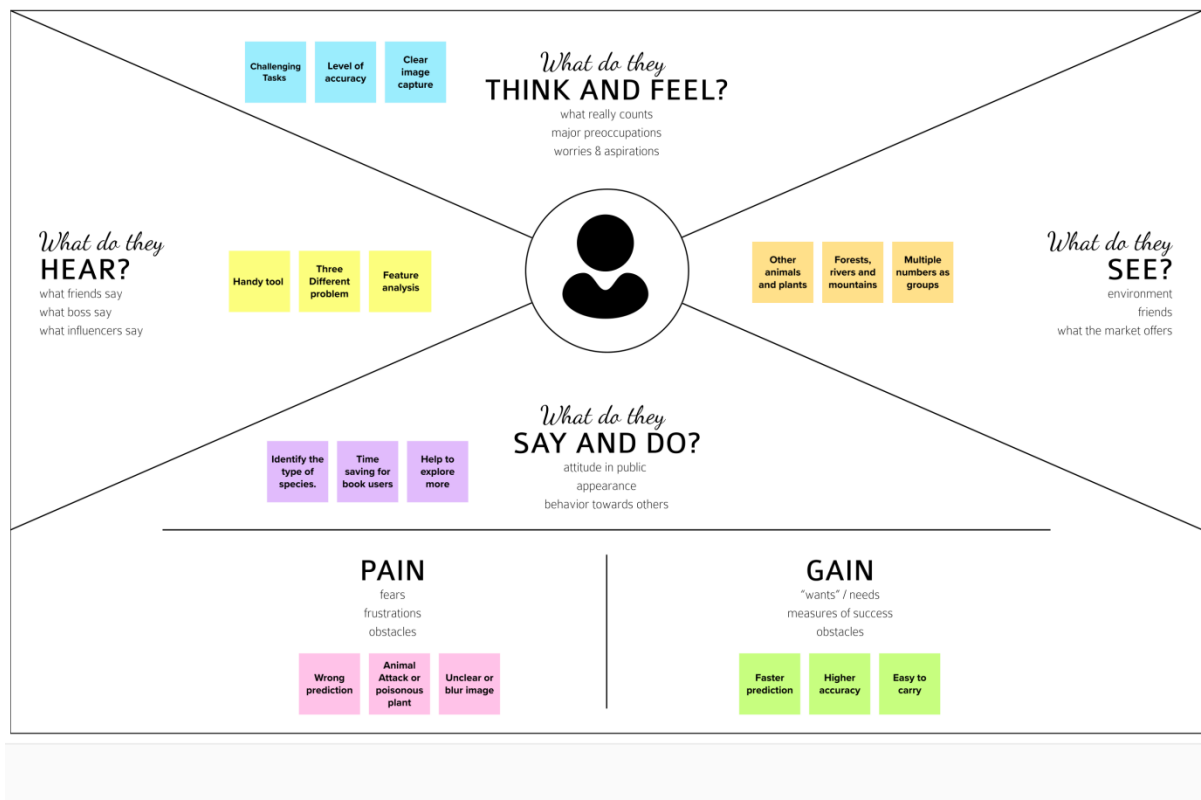 Challenging
Tasks
Level of
accuracy
Clear
image
capture
What do they
THINK AND FEEL?
what really counts
major preoccupations
worries & aspirations
What do they
HEAR?
what friends say
what boss say
what influencers say
Handy tool
Three
Different
problem
Feature
analysis
Other
animals
and plants
Forests,
rivers and
mountains
Multiple
numbers as
groups
What do they
SEE?
environment
friends
what the market offers
What do they
SAY AND DO?
attitude in public
appearance
behavior towards others
Identify the
type of
species.
Time
saving for
book users
Help to
explore
more
PAIN
fears
frustrations
obstacles
Wrong
prediction
Animal
Attack or
poisonous
plant
Unclear or
blur image
GAIN
“wants” / needs
measures of success
obstacles
Faster
prediction
Higher
accuracy
Easy to
carry